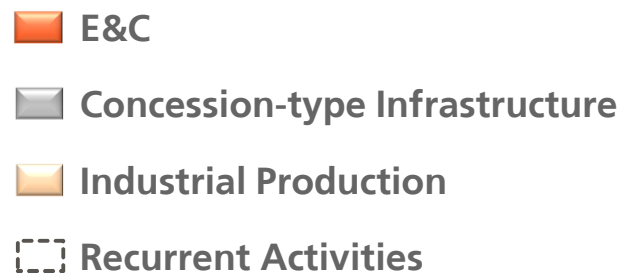 E&C
Concession-type Infrastructure
Industrial Production
Recurrent Activities